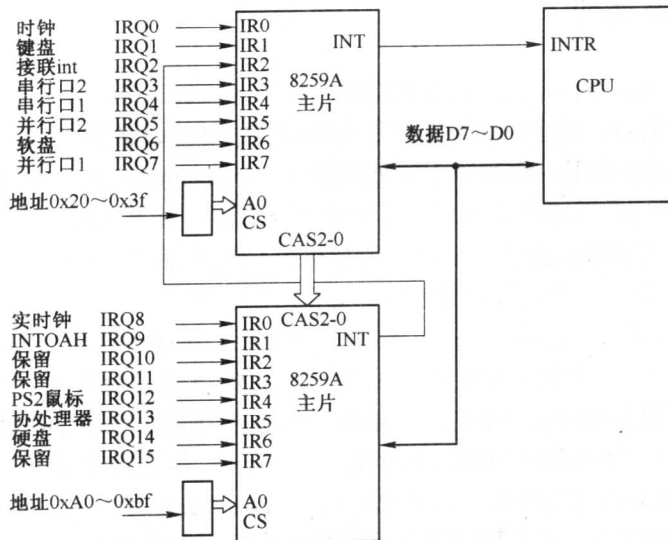 时钟 IRQ0 IR0
键盘 IRQ1 IR1
接联int IRQ2 IR2
串行口2 IRQ3 IR3
串行口1 IRQ4 IR4
并行口2 IRQ5 IR5
软盘 IRQ6 IR6
并行口1 IRQ7 IR7
INT
8259A
主片
INTR
CPU
数据D7～D0
地址0x20～0x3f
A0
CS
CAS2-0
实时钟 IRQ8 IR0
INTOAH IRQ9 IR1
保留 IRQ10 IR2
保留 IRQ11 IR3
PS2鼠标 IRQ12 IR4
协处理器 IRQ13 IR5
硬盘 IRQ14 IR6
保留 IRQ15 IR7
CAS2-0
INT
8259A
主片
地址0xA0～0xbf
A0
CS